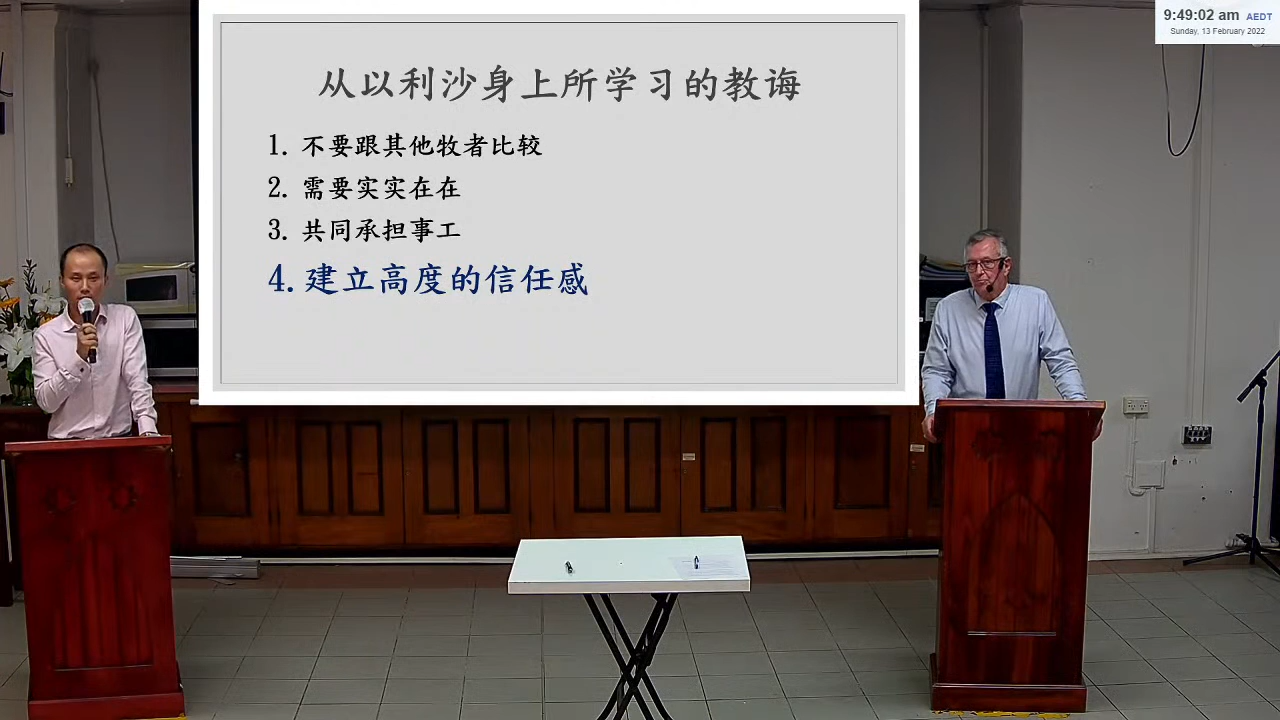 9:49:02 am AEDT
Sunday, 13 February 2022
从以利沙身上所学习的教诲
1. 不要跟其他牧者比较
2. 需要实实在在
3. 共同承担事工
4. 建立高度的信任感